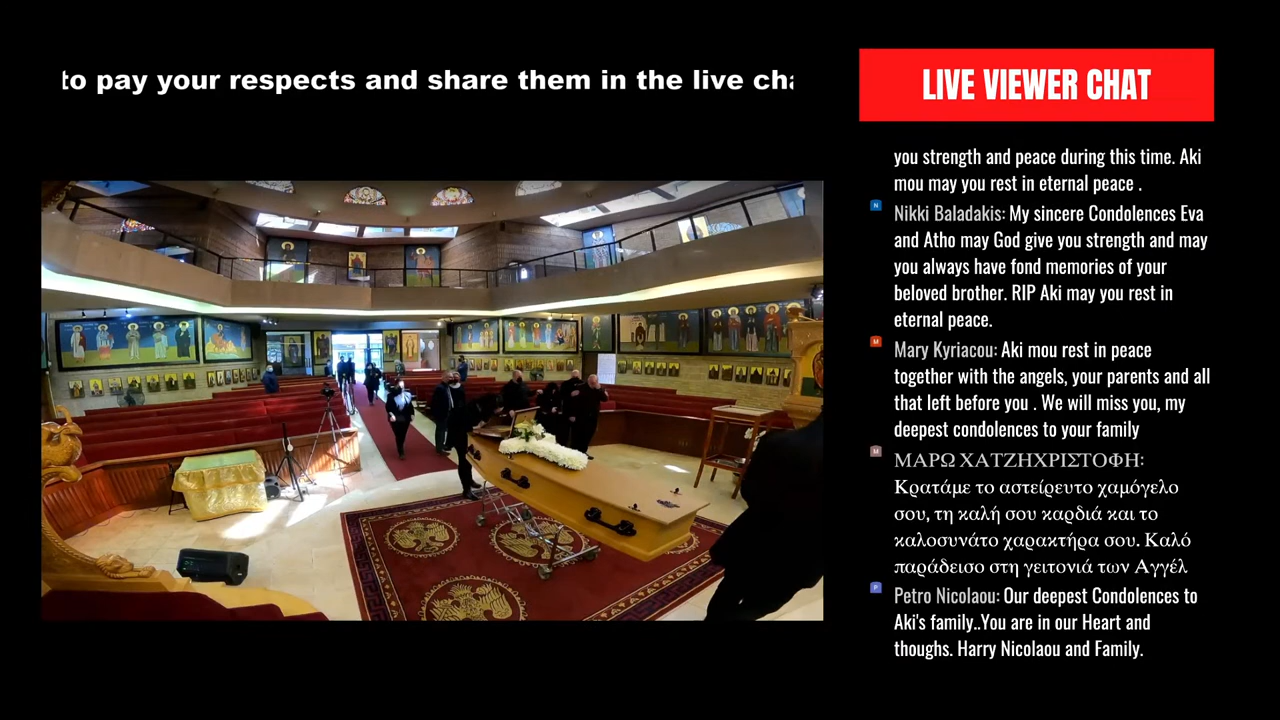 to pay your respects and share them in the live cha
LIVE VIEWER CHAT
you strength and peace during this time. Aki
mou may you rest in eternal peace .
N
Nikki Baladakis: My sincere Condolences Eva
and Atho may God give you strength and may
you always have fond memories of your
beloved brother. RIP Aki may you rest in
eternal peace.
M
Mary Kyriacou: Aki mou rest in peace
together with the angels, your parents and all
that left before you . We will miss you, my
deepest condolences to your family
M
ΜΑΡΩ ΧΑΤΖΗΧΡΙΣΤΟΦΗ:
Κρατάμε το αστείρευτο χαμόγελο
σου, τη καλή σου καρδιά και το
καλοσυνάτο χαρακτήρα σου. Καλό
παράδεισο στη γειτονιά των Αγγέλ
P
Petro Nicolaou: Our deepest Condolences to
Aki's family..You are in our Heart and
thoughs. Harry Nicolaou and Family.